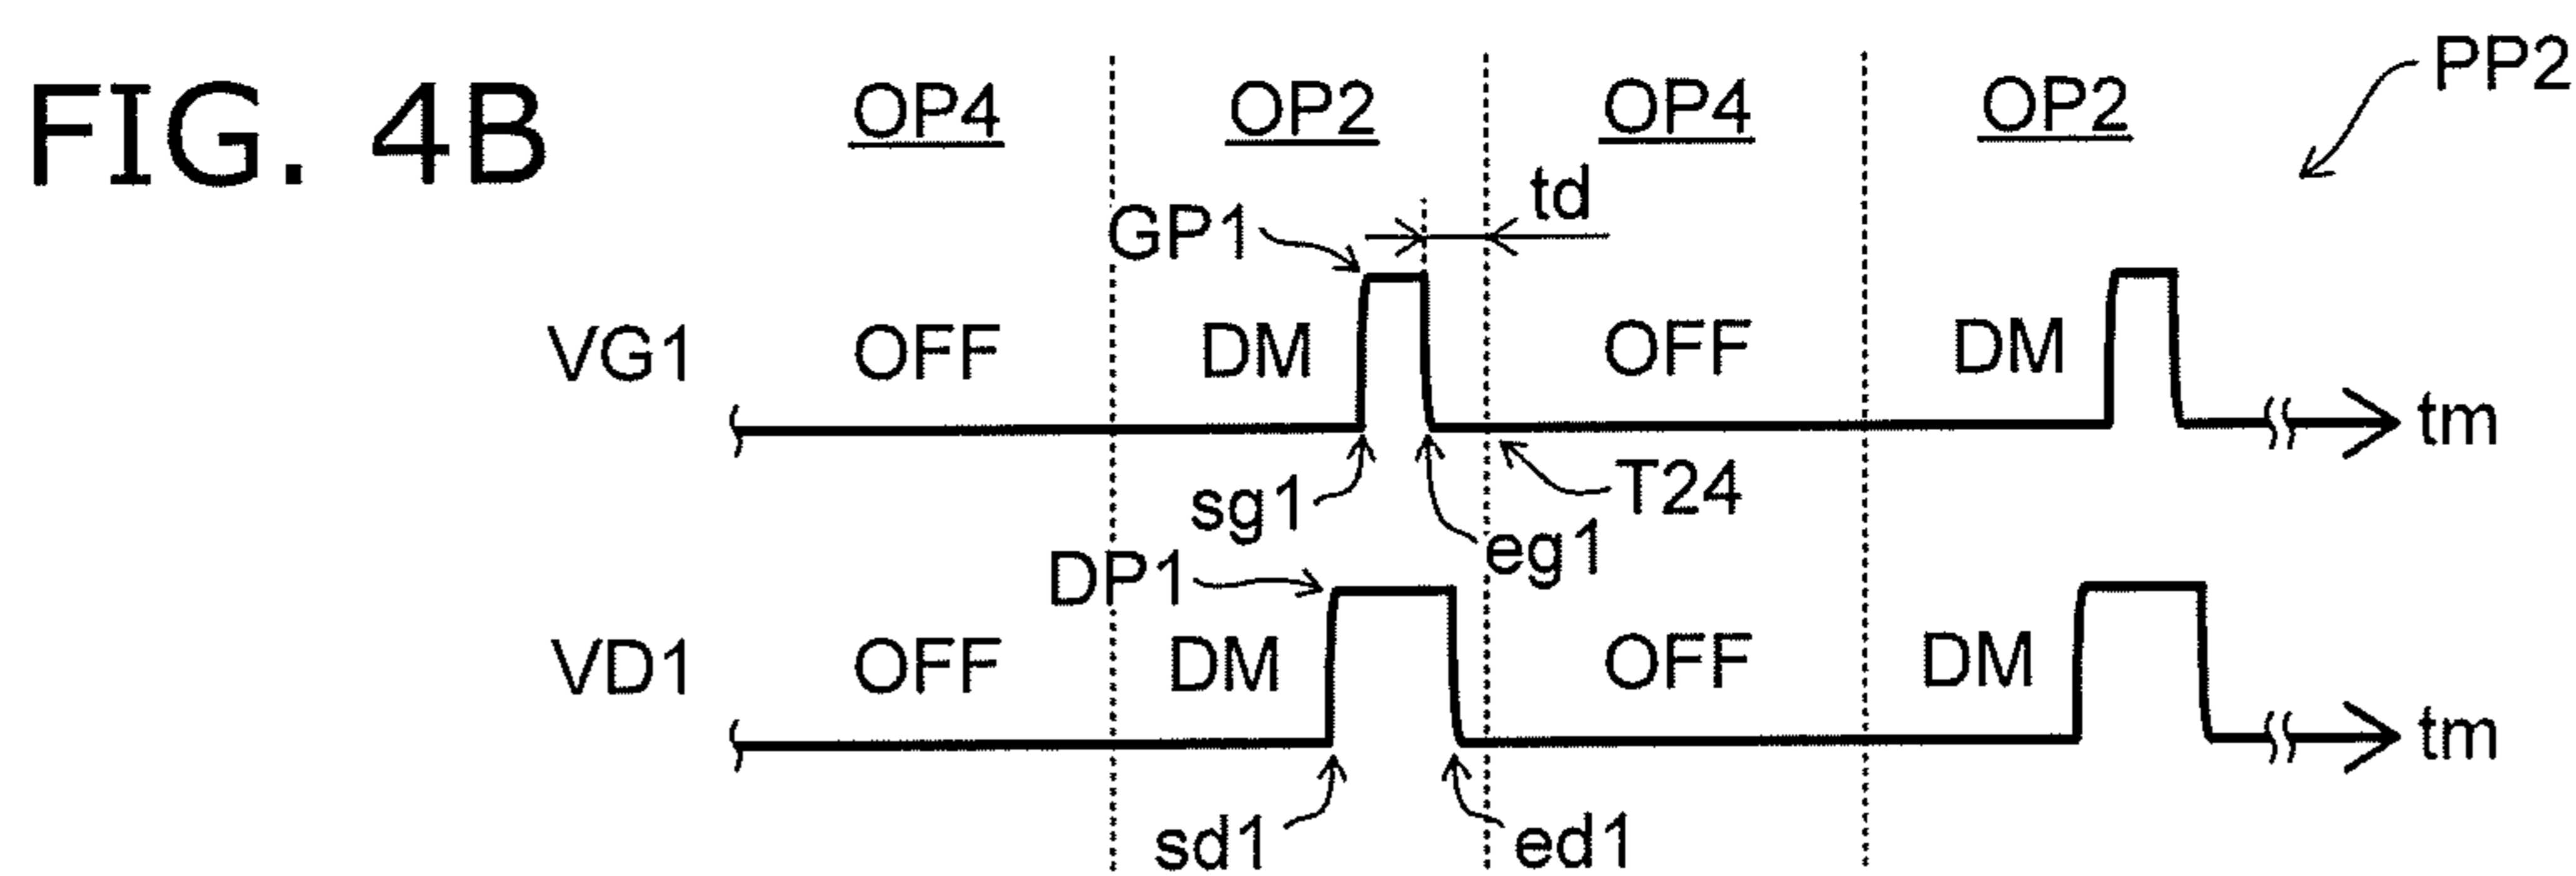 FIG. 4B
OP4 OP2 OP4 OP2 PP2
GP1 td
VG1 OFF DM OFF DM tm
sg1 eg1 T24
DP1
VD1 OFF DM OFF DM tm
sd1 ed1